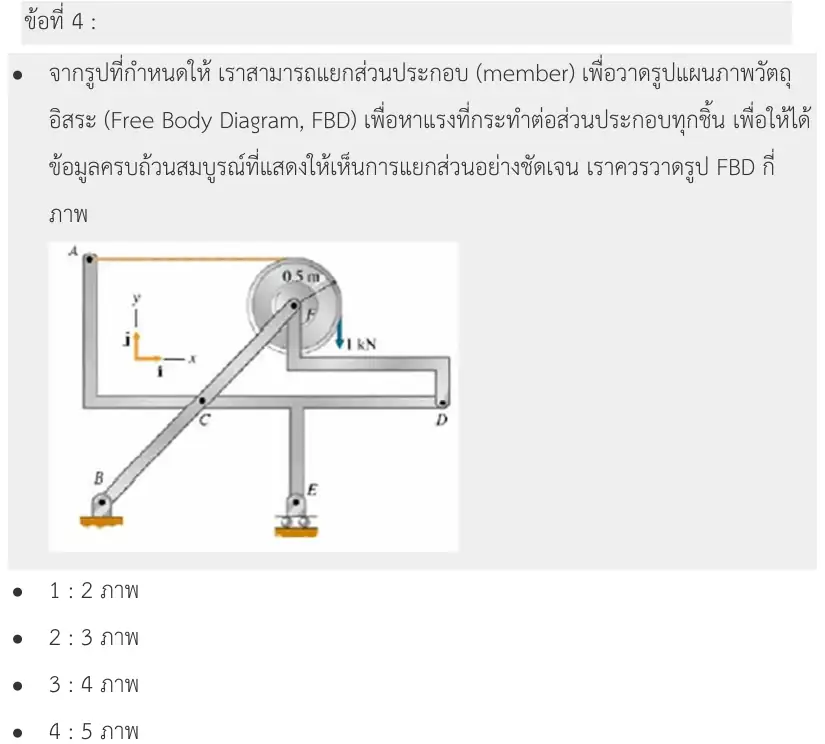 ข้อที่ 4 :
จากรูปที่กำหนดให้ เราสามารถแยกส่วนประกอบ (member) เพื่อวาดรูปแผนภาพวัตถุ
อิสระ (Free Body Diagram, FBD) เพื่อหาแรงที่กระทำต่อส่วนประกอบทุกชิ้น เพื่อให้ได้
ข้อมูลครบถ้วนสมบูรณ์ที่แสดงให้เห็นการแยกส่วนอย่างชัดเจน เราควรวาดรูป FBD กี่
ภาพ
A
0.5 m
y
F
j
1 kN
x
i
C
D
B
E
1 : 2 ภาพ
2 : 3 ภาพ
3 : 4 ภาพ
4 : 5 ภาพ